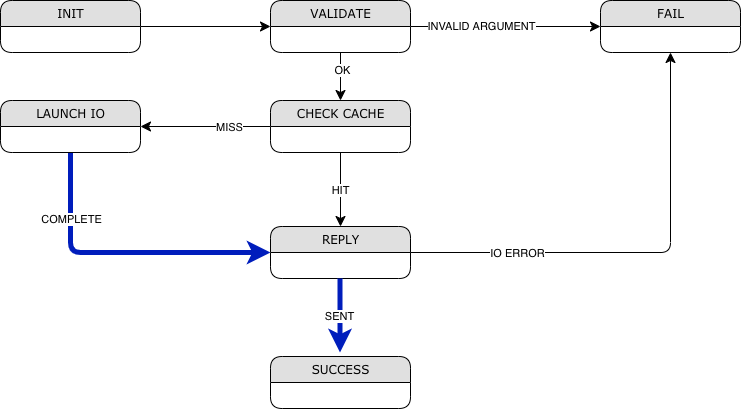 INIT
VALIDATE
INVALID ARGUMENT
FAIL
OK
LAUNCH IO
MISS
CHECK CACHE
HIT
COMPLETE
REPLY
IO ERROR
SENT
SUCCESS